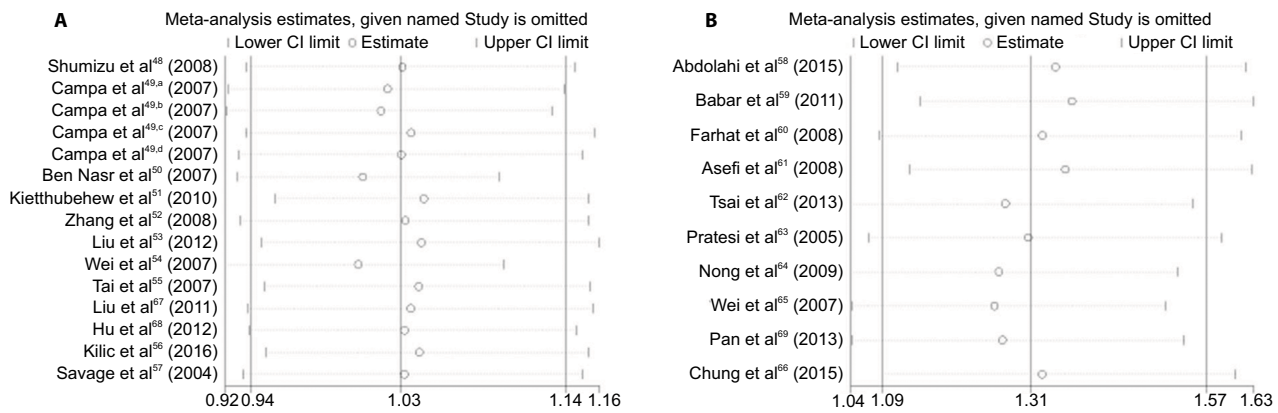 A
Meta-analysis estimates, given named Study is omitted
Lower CI limit Estimate Upper CI limit
Shumizu et al48 (2008)
Campa et al49,a (2007)
Campa et al49,b (2007)
Campa et al49,c (2007)
Campa et al49,d (2007)
Ben Nasr et al50 (2007)
Kietthubehew et al51 (2010)
Zhang et al52 (2008)
Liu et al53 (2012)
Wei et al54 (2007)
Tai et al55 (2007)
Liu et al67 (2011)
Hu et al68 (2012)
Kilic et al56 (2016)
Savage et al57 (2004)
0.92 0.94 1.03 1.14 1.16
B
Meta-analysis estimates, given named Study is omitted
Lower CI limit Estimate Upper CI limit
Abdolahi et al58 (2015)
Babar et al59 (2011)
Farhat et al60 (2008)
Asefi et al61 (2008)
Tsai et al62 (2013)
Pratesi et al63 (2005)
Nong et al64 (2009)
Wei et al65 (2007)
Pan et al69 (2013)
Chung et al66 (2015)
1.04 1.09 1.31 1.57 1.63